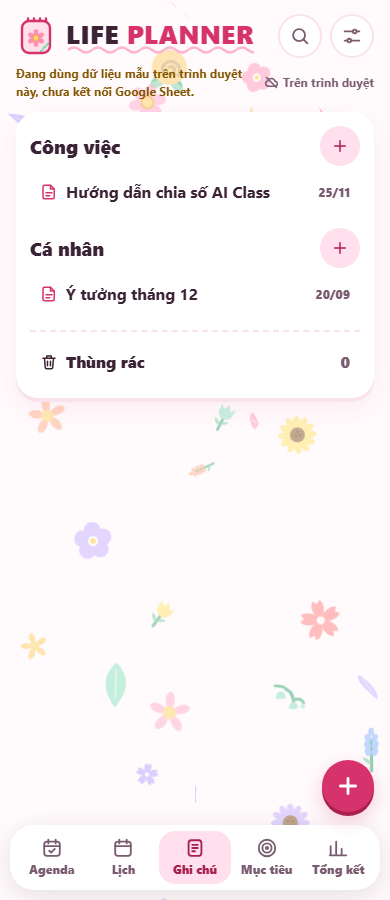 LIFE PLANNER
Đang dùng dữ liệu mẫu trên trình duyệt
này, chưa kết nối Google Sheet.
Trên trình duyệt
Công việc
Hướng dẫn chia số AI Class
25/11
Cá nhân
Ý tưởng tháng 12
20/09
Thùng rác
0
Agenda
Lịch
Ghi chú
Mục tiêu
Tổng kết